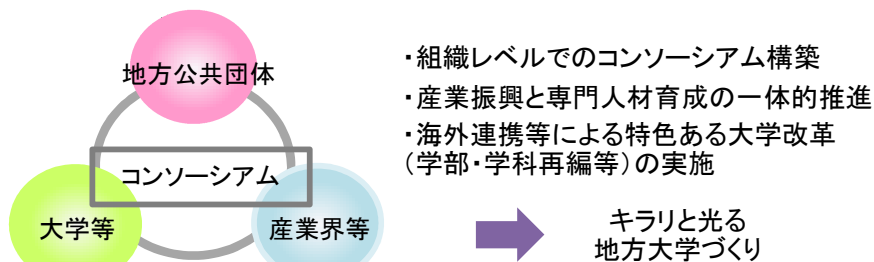 地方公共団体
コンソーシアム
大学等
産業界等
・組織レベルでのコンソーシアム構築
・産業振興と専門人材育成の一体的推進
・海外連携等による特色ある大学改革
（学部・学科再編等）の実施
キラリと光る
地方大学づくり